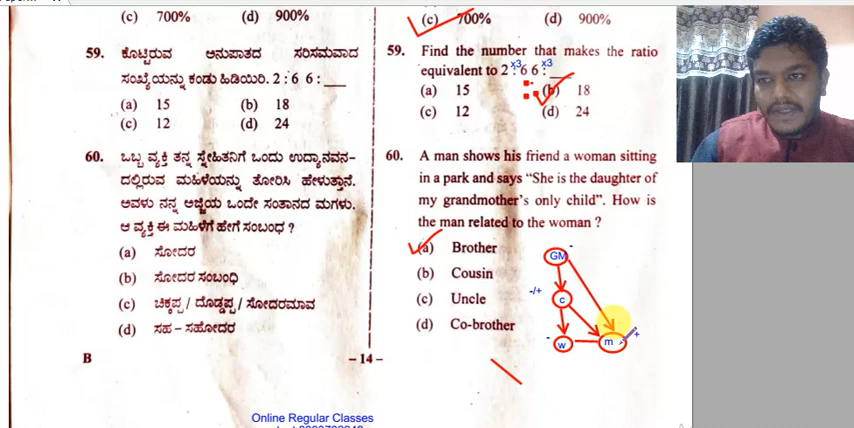 (c) 700% (d) 900%
59. ಕೊಟ್ಟಿರುವ ಅನುಪಾತದ ಸರಿಸಮವಾದ
ಸಂಖ್ಯೆಯನ್ನು ಕಂಡು ಹಿಡಿಯಿರಿ. 2 : 6 6 : ___
(a) 15 (b) 18
(c) 12 (d) 24
60. ಒಬ್ಬ ವ್ಯಕ್ತಿ ತನ್ನ ಸ್ನೇಹಿತನಿಗೆ ಒಂದು ಉದ್ಯಾನವನ-
ದಲ್ಲಿರುವ ಮಹಿಳೆಯನ್ನು ತೋರಿಸಿ ಹೇಳುತ್ತಾನೆ.
ಅವಳು ನನ್ನ ಅಜ್ಜಿಯ ಒಂದೇ ಸಂತಾನದ ಮಗಳು.
ಆ ವ್ಯಕ್ತಿ ಈ ಮಹಿಳೆಗೆ ಹೇಗೆ ಸಂಬಂಧ ?
(a) ಸೋದರ
(b) ಸೋದರ ಸಂಬಂಧಿ
(c) ಚಿಕ್ಕಪ್ಪ / ದೊಡ್ಡಪ್ಪ / ಸೋದರಮಾವ
(d) ಸಹ – ಸಹೋದರ
B
– 14 –
(c) 700% (d) 900%
59. Find the number that makes the ratio
x3 x3
equivalent to 2 : 6 6 : ___
(a) 15 (b) 18
(c) 12 (d) 24
60. A man shows his friend a woman sitting
in a park and says “She is the daughter of
my grandmother’s only child”. How is
the man related to the woman ?
(a) Brother
(b) Cousin
(c) Uncle
(d) Co-brother
GM -
-/+ c
- w m +
Online Regular Classes